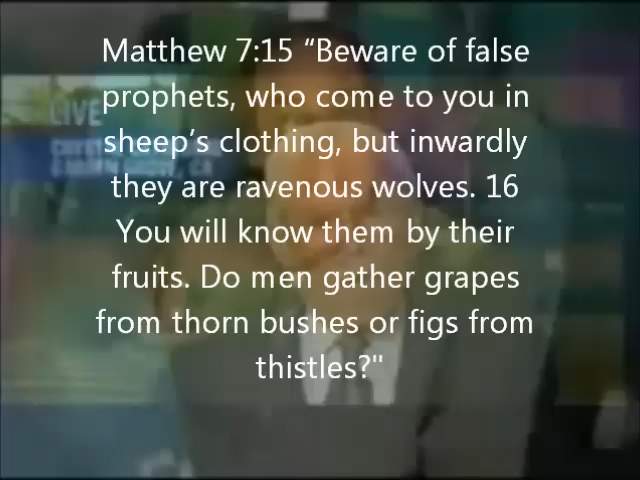 Matthew 7:15 “Beware of false
prophets, who come to you in
sheep’s clothing, but inwardly
they are ravenous wolves. 16
You will know them by their
fruits. Do men gather grapes
from thorn bushes or figs from
thistles?"
LIVE